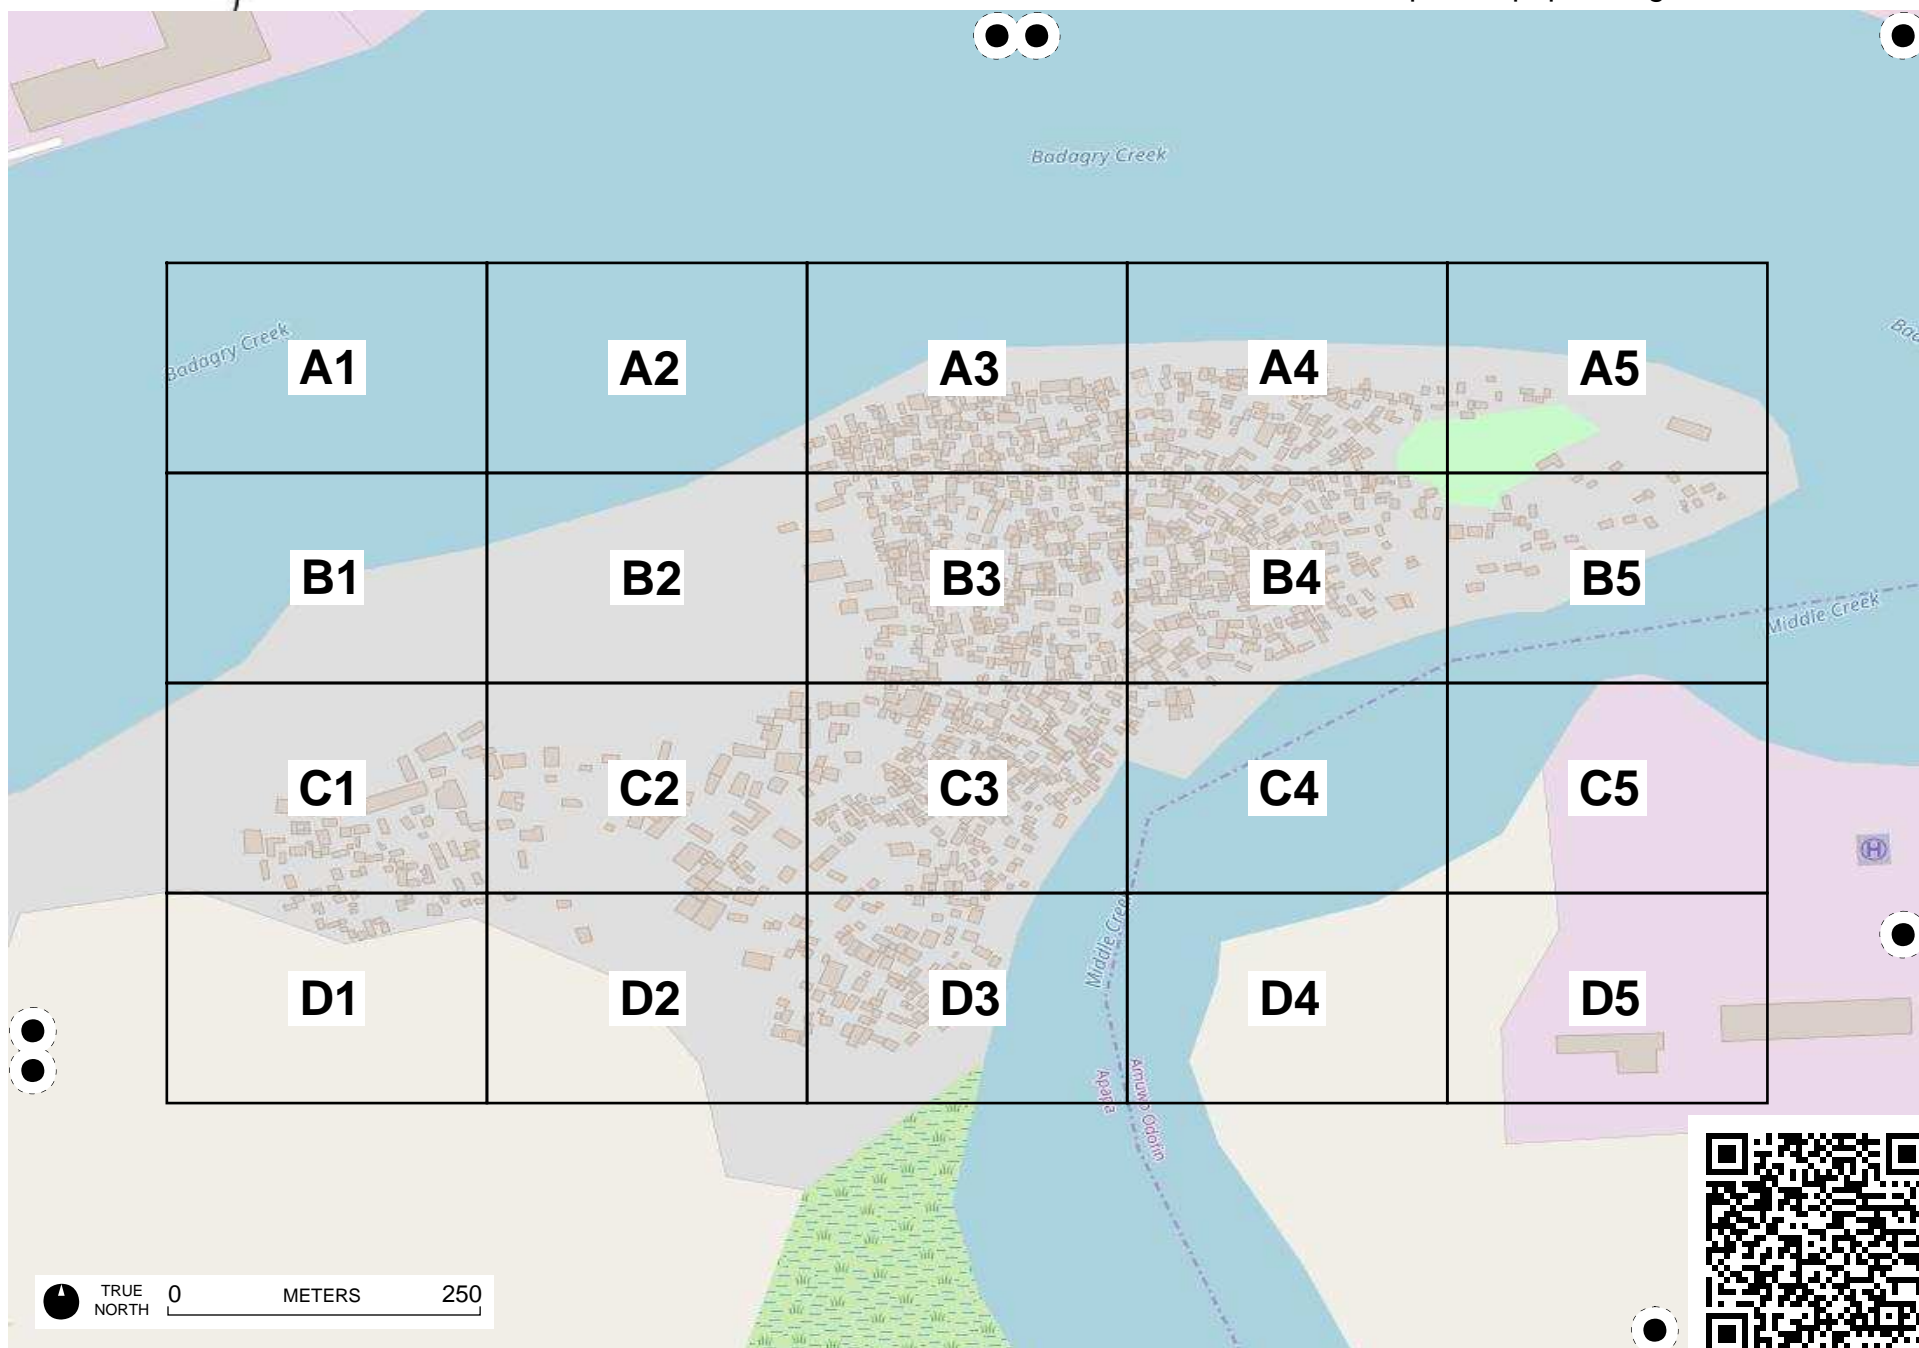 Badagry Creek
Badagry Creek
A1
A2
A3
A4
A5
B1
B2
B3
B4
B5
Middle Creek
C1
C2
C3
C4
C5
H
Middle Creek
D1
D2
D3
D4
D5
Apapa
Amuwo Odofin
TRUE
NORTH
0
METERS
250